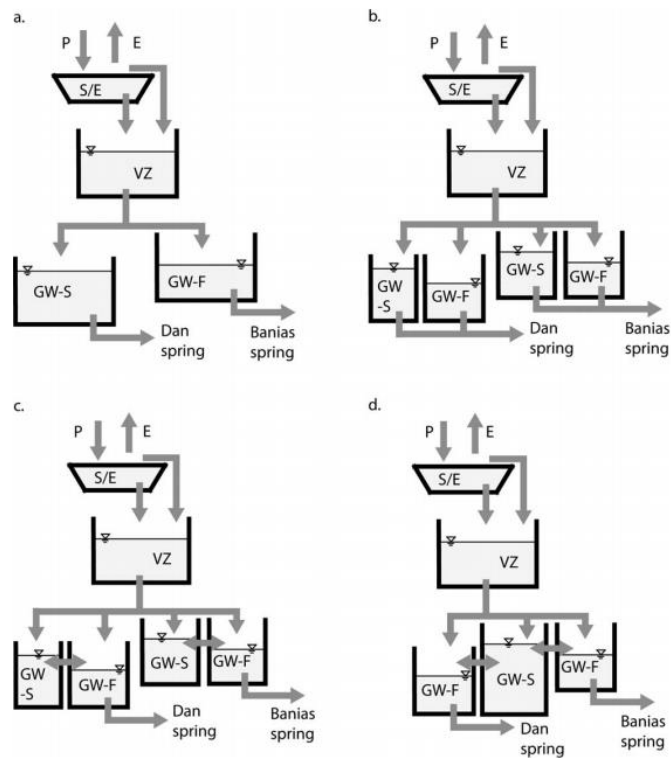 a.
P
E
S/E
VZ
GW-S
GW-F
Dan
spring
Banias
spring
b.
P
E
S/E
VZ
GW
-S
GW-F
GW-S
GW-F
Dan
spring
Banias
spring
c.
P
E
S/E
VZ
GW
-S
GW-F
GW-S
GW-F
Dan
spring
Banias
spring
d.
P
E
S/E
VZ
GW-F
GW-S
GW-F
Dan
spring
Banias
spring